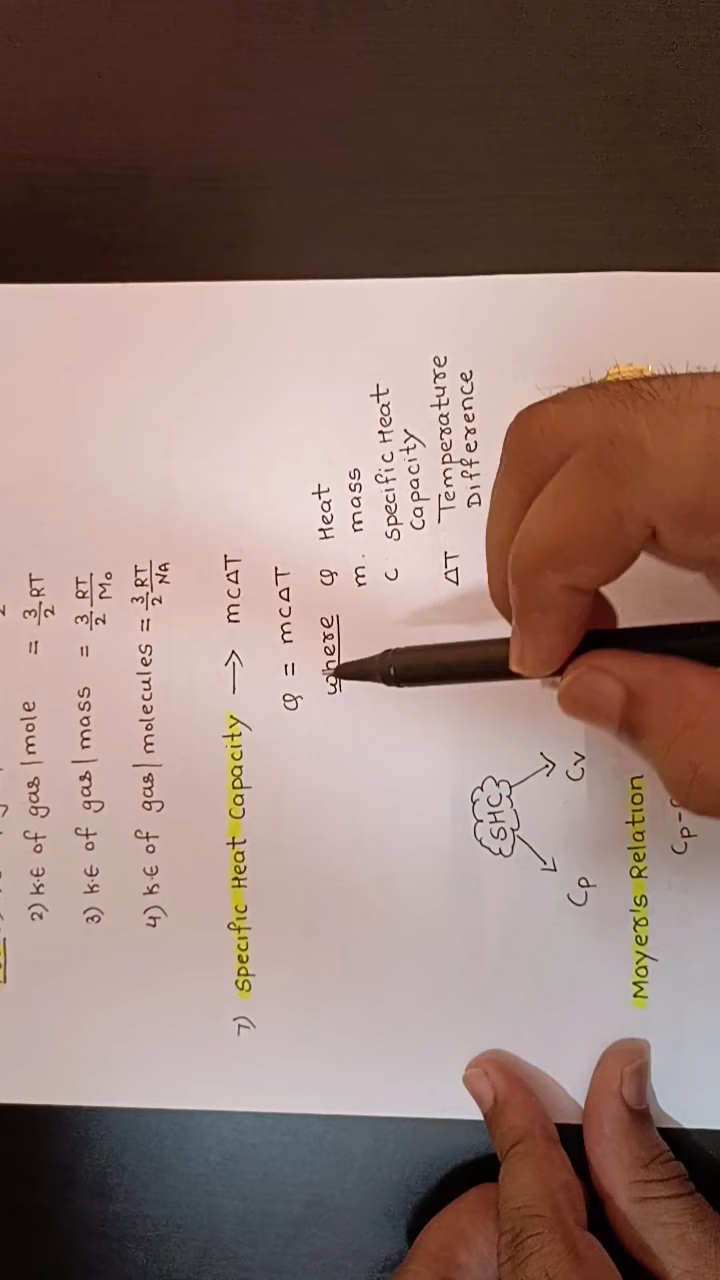 2
2) K.E of gas | mole = 3/2 RT
3) K.E of gas | mass = 3/2 RT/M₀
4) K.E of gas | molecules = 3/2 RT/NA
7) Specific Heat Capacity → mcΔT
Q = mcΔT
where Q Heat
m. mass
c Specific Heat
Capacity
ΔT Temperature
Difference
SHC
Cp Cv
Mayer's Relation
Cp-